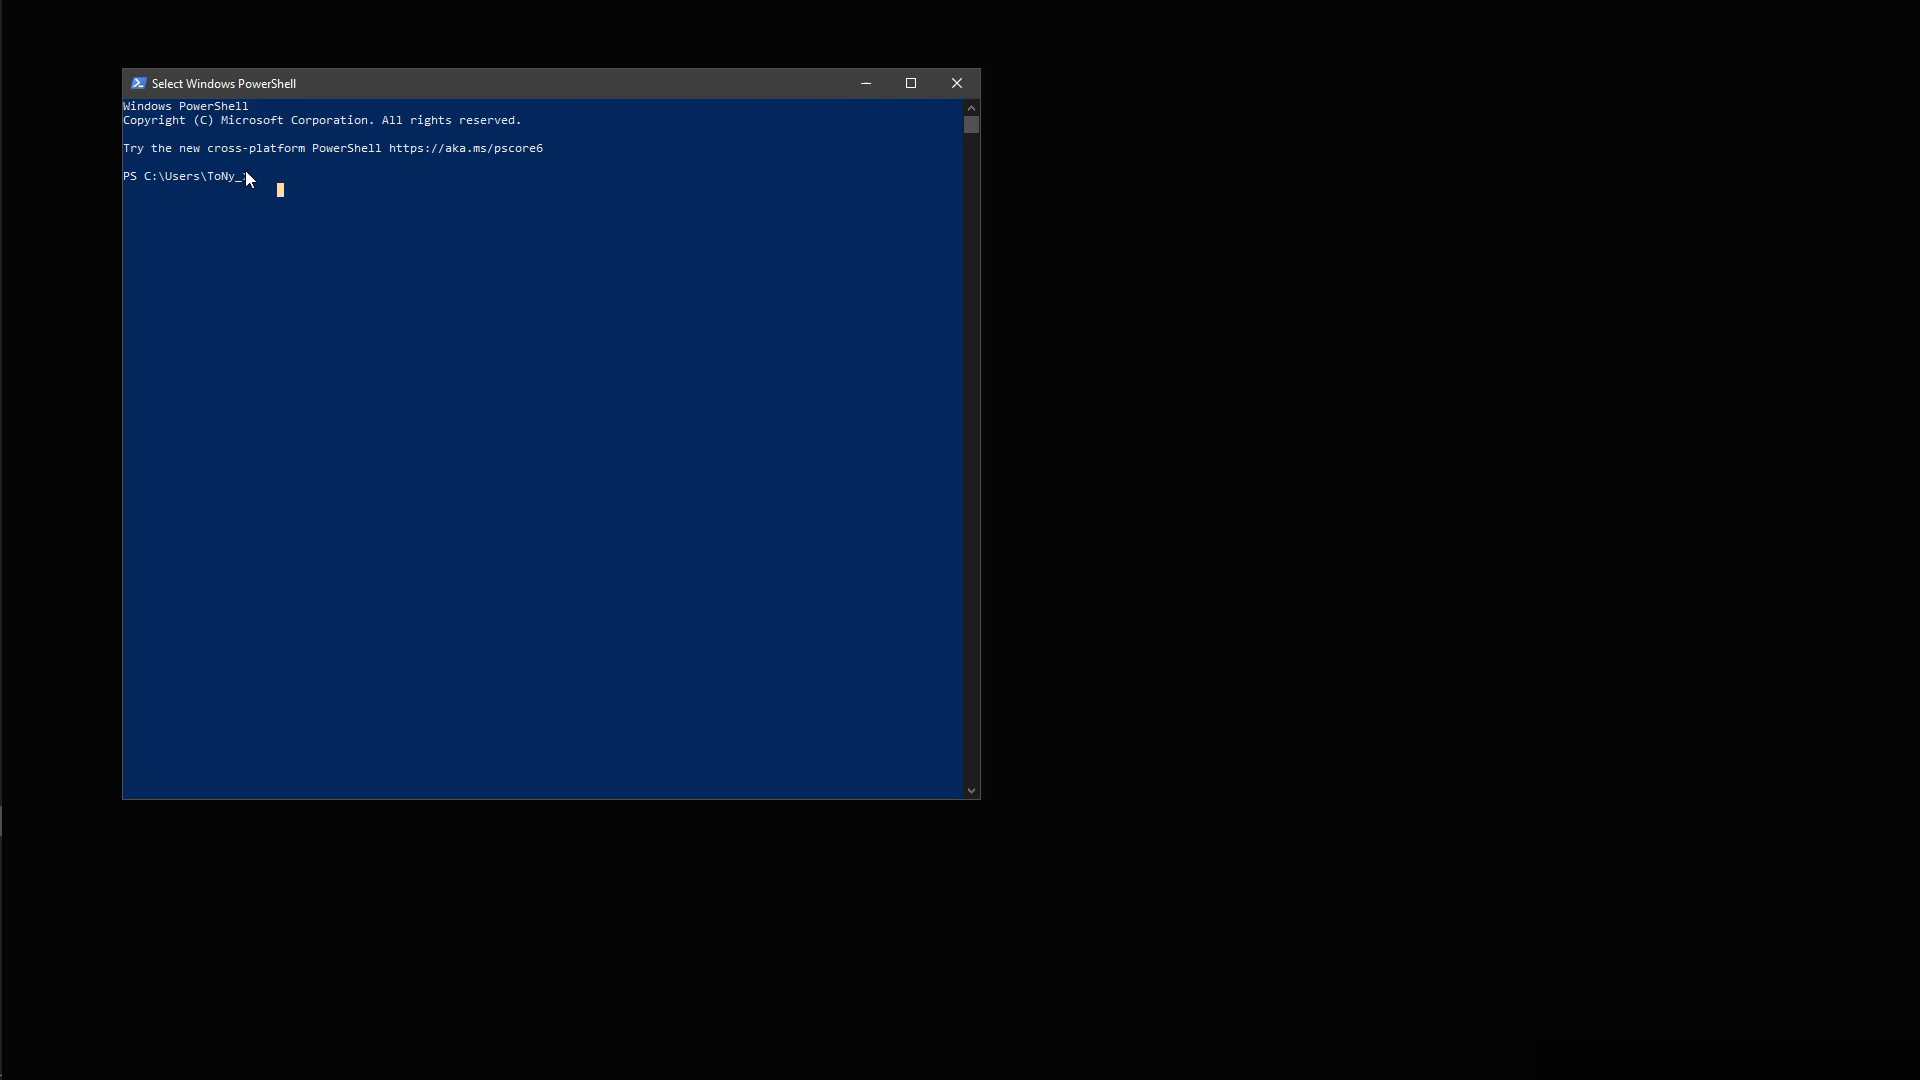 Select Windows PowerShell
Windows PowerShell
Copyright (C) Microsoft Corporation. All rights reserved.
Try the new cross-platform PowerShell https://aka.ms/pscore6
PS C:\Users\ToNy_